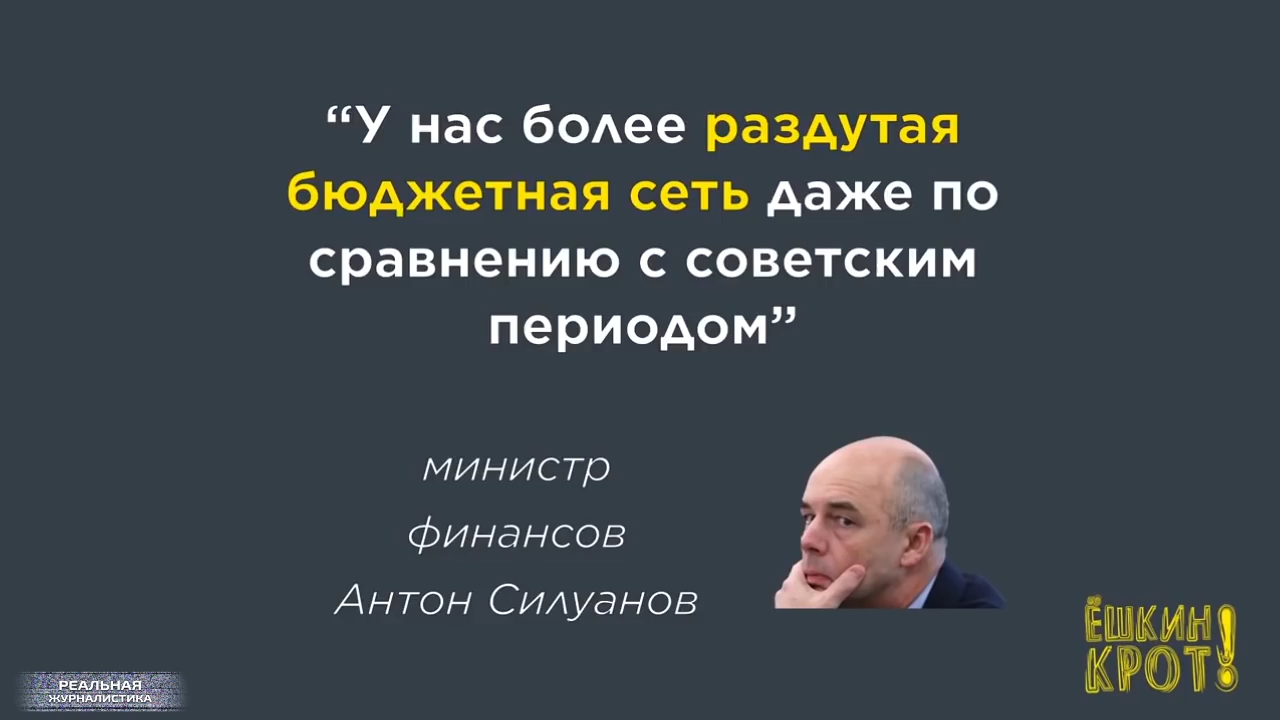 “У нас более раздутая
бюджетная сеть даже по
сравнению с советским
периодом”
министр
финансов
Антон Силуанов
ЁШКИН
КРОТ!
РЕАЛЬНАЯ
ЖУРНАЛИСТИКА